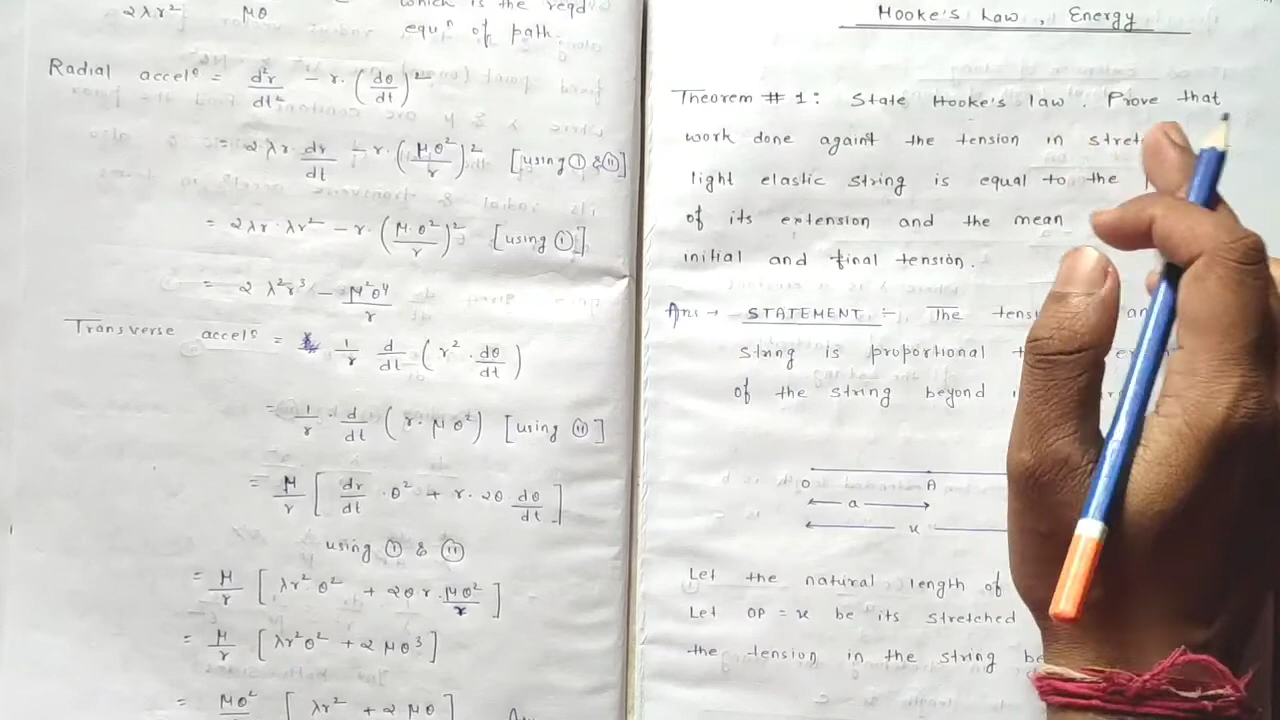 2λr² μθ which is the reqd
equⁿ of path.
Radial accelⁿ = d²r/dt² - r.(dθ/dt)²
= 2λr. dr/dt - r.(μθ²/r)² [using ① & ⑪]
= 2λr.λr² - r.(μ.θ²/r)² [using ①]
= 2λ²r³ - μ²θ⁴/r
Transverse accelⁿ = 1/r d/dt (r². dθ/dt)
= 1/r . d/dt (r.μθ²) [using ⑪]
= μ/r [dr/dt .θ² + r.2θ dθ/dt]
using ① & ⑪
= μ/r [λr²θ² + 2θr. μθ²/r]
= μ/r [λr²θ² + 2μθ³]
= μθ² [λr² + 2μθ]
Hooke's Law, Energy
Theorem # 1: State Hooke's law. Prove that
work done againt the tension in
light elastic string is equal to the
of its extension and the mean
initial and final tension.
Ans → STATEMENT :- The
string is proportional
of the string beyond
O A
a
x
Let the natural length of
Let OP = x be its stretched
the tension in the string